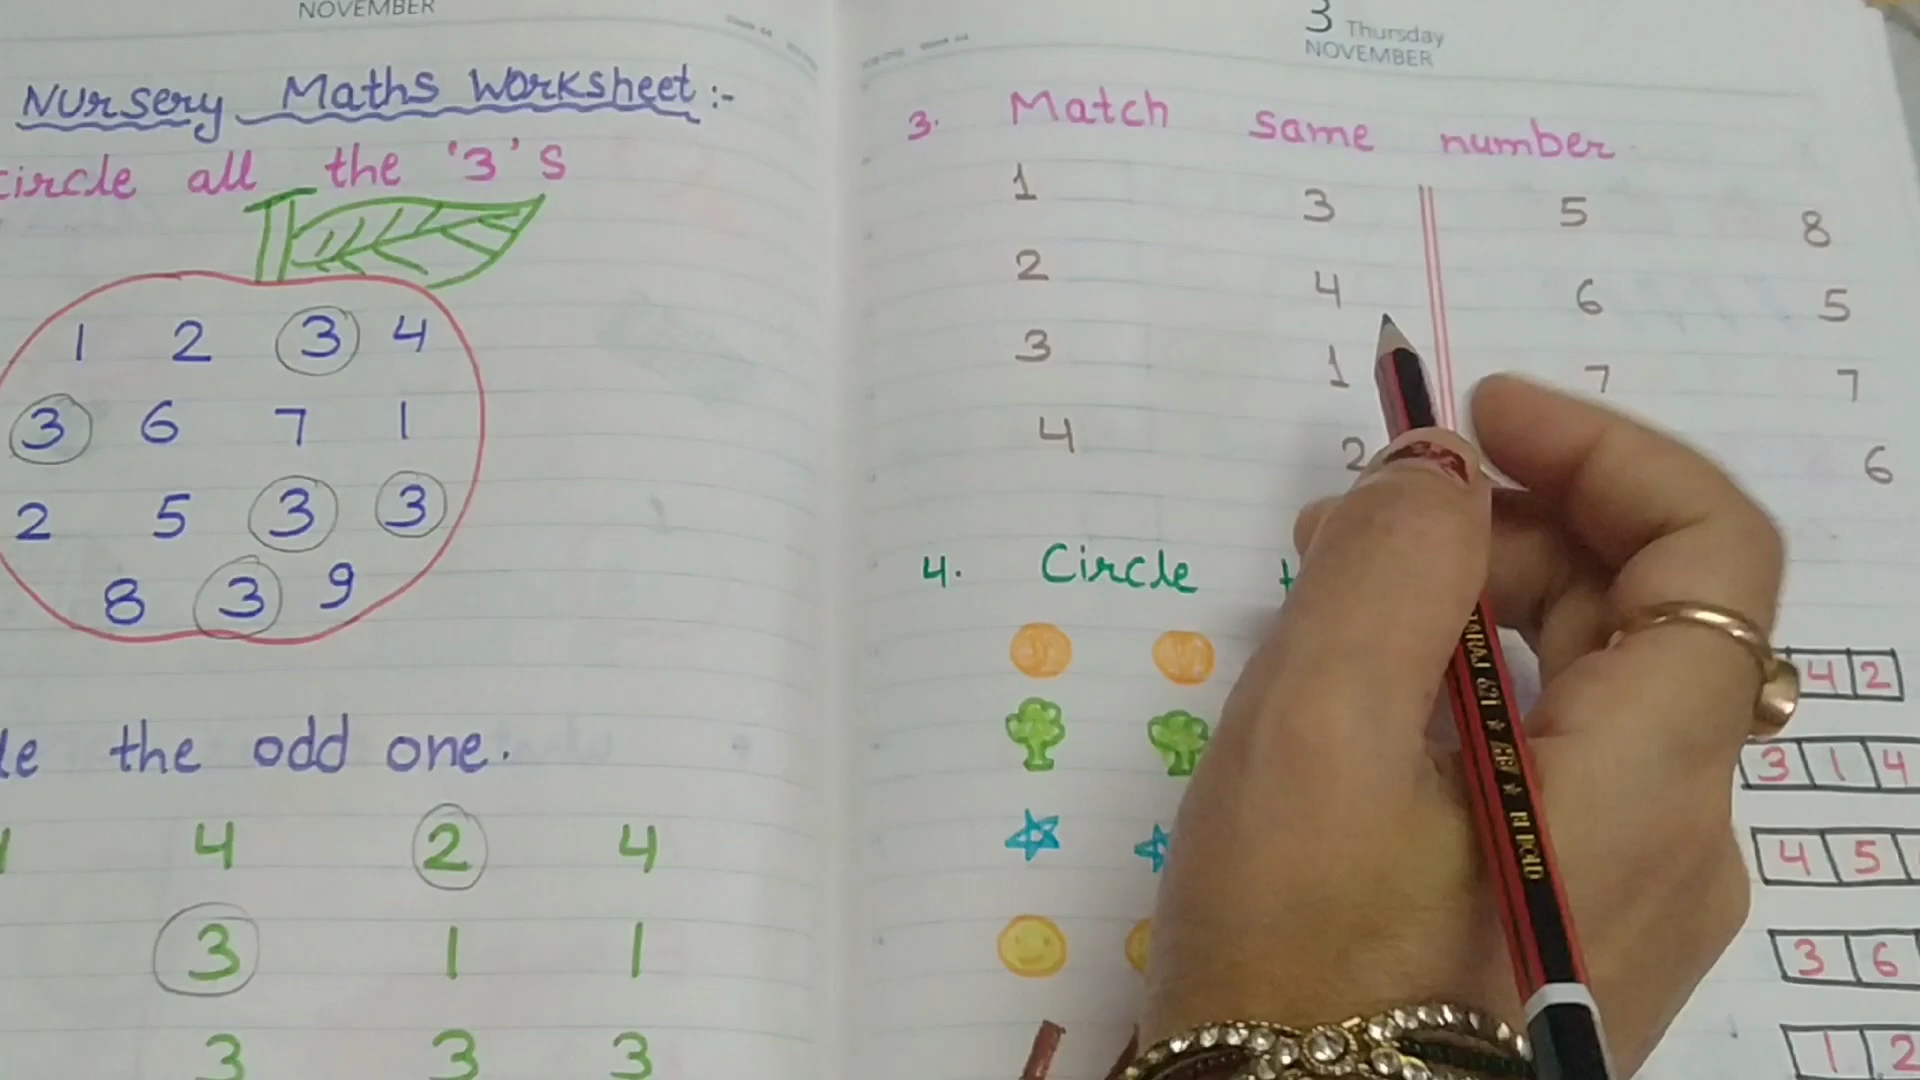 NOVEMBER
Nursery Maths Worksheet :-
circle all the '3's
1 2 3 4
3 6 7 1
2 5 3 3
8 3 9
the odd one.
4 2 4
3 1 1
3 3 3
3 Thursday
NOVEMBER
3. Match same number
1 3 5 8
2 4 6 5
3 1 7 7
4 2 6
4. Circle
4 2
3 1 4
4 5
3 6
1 2
621